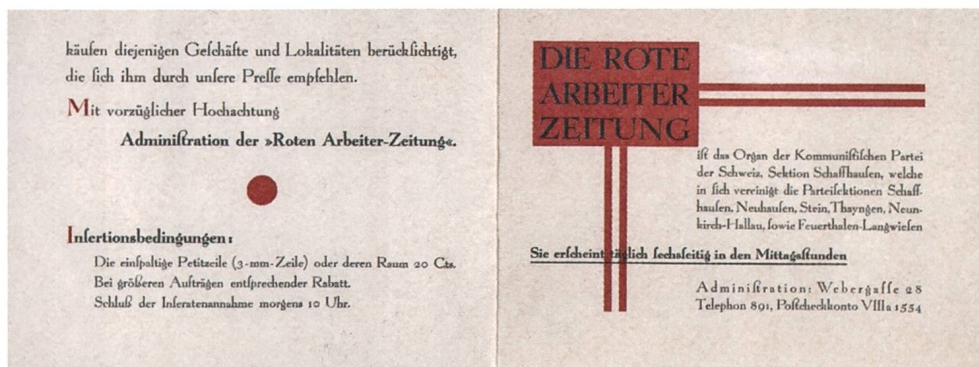 käufen diejenigen Geſchäfte und Lokalitäten berückſichtigt,
die ſich ihm durch unſere Preſſe empfehlen.
Mit vorzüglicher Hochachtung
Adminiſtration der »Roten Arbeiter-Zeitung«.
Inſertionsbedingungen:
Die einſpaltige Petitzeile (3-mm-Zeile) oder deren Raum 20 Cts.
Bei größeren Aufträgen entſprechender Rabatt.
Schluß der Inſeratenannahme morgens 10 Uhr.
DIE ROTE
ARBEITER
ZEITUNG
iſt das Organ der Kommuniſtiſchen Partei
der Schweiz, Sektion Schaffhauſen, welche
in ſich vereinigt die Parteiſektionen Schaff-
hauſen, Neuhauſen, Stein, Thayngen, Neun-
kirch-Hallau, ſowie Feuerthalen-Langwieſen
Sie erſcheint täglich ſechsſeitig in den Mittagsſtunden
Adminiſtration: Webergaſſe 28
Telephon 891, Poſtcheckkonto VIIIa 1554